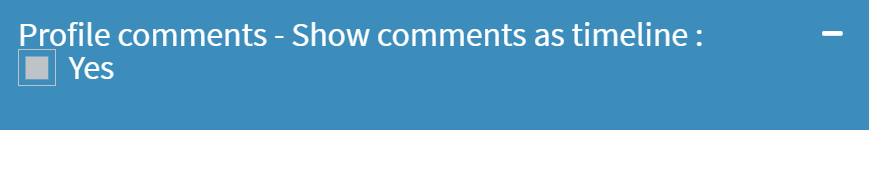 Profile comments - Show comments as timeline :
Yes